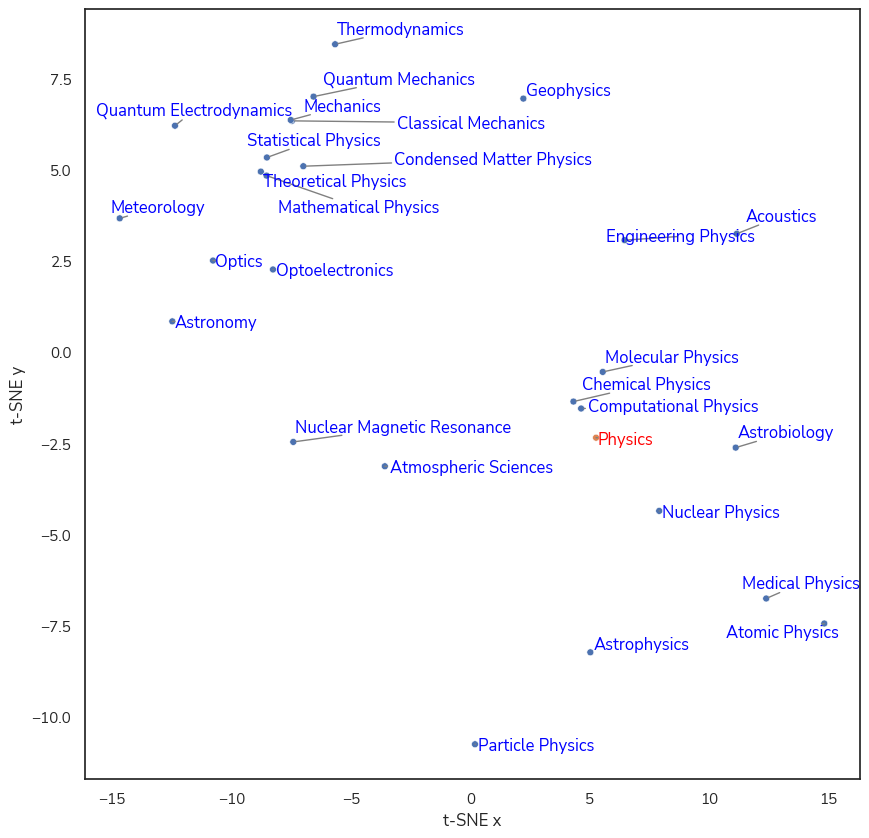 Thermodynamics
7.5
Quantum Mechanics
Geophysics
Quantum Electrodynamics
Mechanics
Classical Mechanics
Statistical Physics
5.0
Condensed Matter Physics
Theoretical Physics
Mathematical Physics
Meteorology
Acoustics
Engineering Physics
2.5
Optics
Optoelectronics
Astronomy
0.0
Molecular Physics
Chemical Physics
Computational Physics
t-SNE y
−2.5
Nuclear Magnetic Resonance
Physics
Astrobiology
Atmospheric Sciences
Nuclear Physics
−5.0
Medical Physics
−7.5
Atomic Physics
Astrophysics
−10.0
Particle Physics
−15 −10 −5 0 5 10 15
t-SNE x